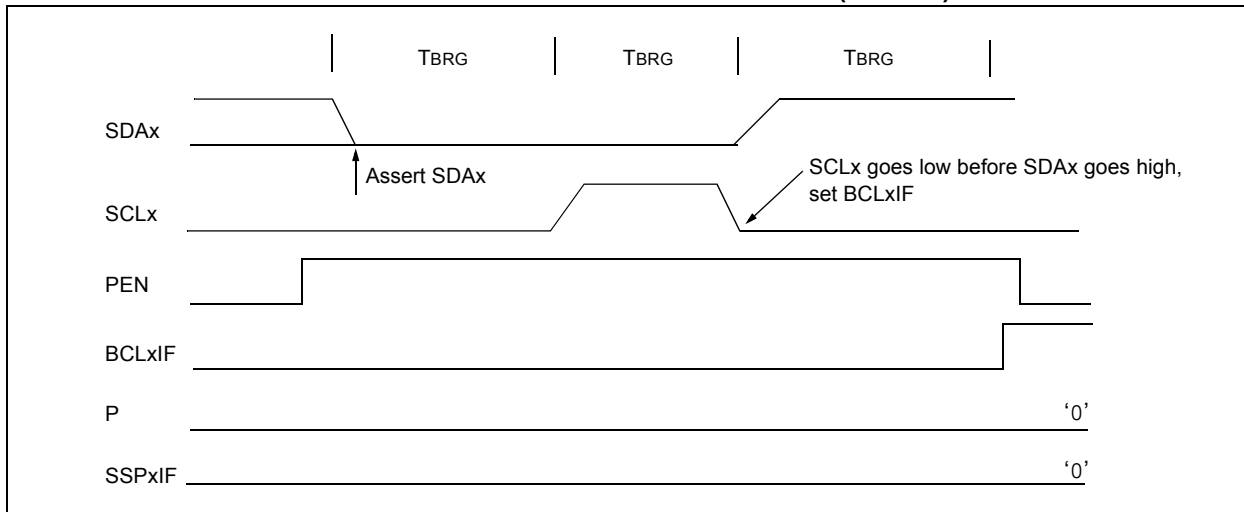 TBRG TBRG TBRG
SDAx
Assert SDAx
SCLx goes low before SDAx goes high,
set BCLxIF
SCLx
PEN
BCLxIF
P '0'
SSPxIF '0'